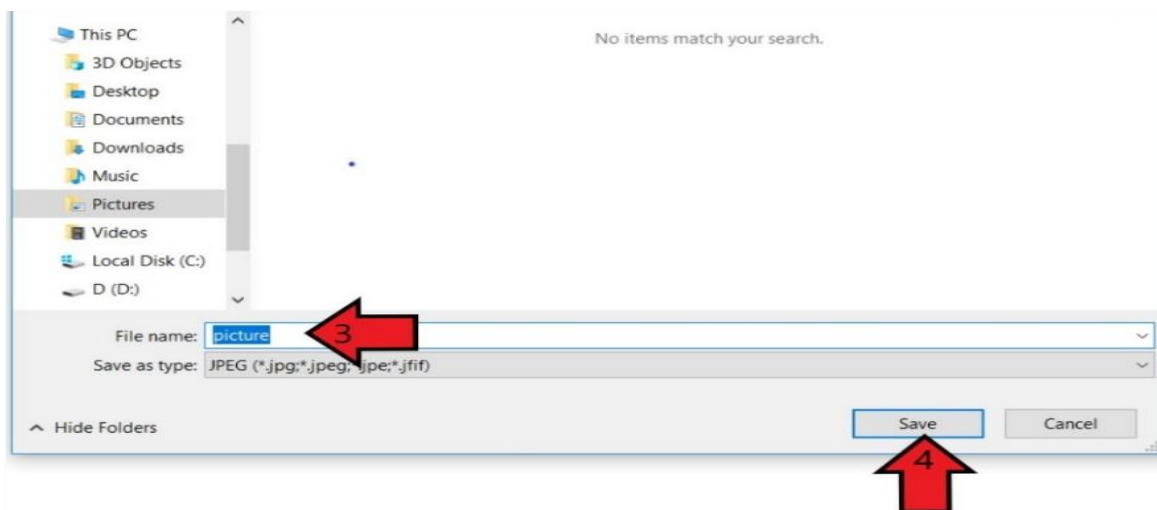 This PC
No items match your search.
3D Objects
Desktop
Documents
Downloads
Music
Pictures
Videos
Local Disk (C:)
D (D:)
File name: picture 3
Save as type: JPEG (*.jpg;*.jpeg; jpe;*.jfif)
Hide Folders
Save
Cancel
4